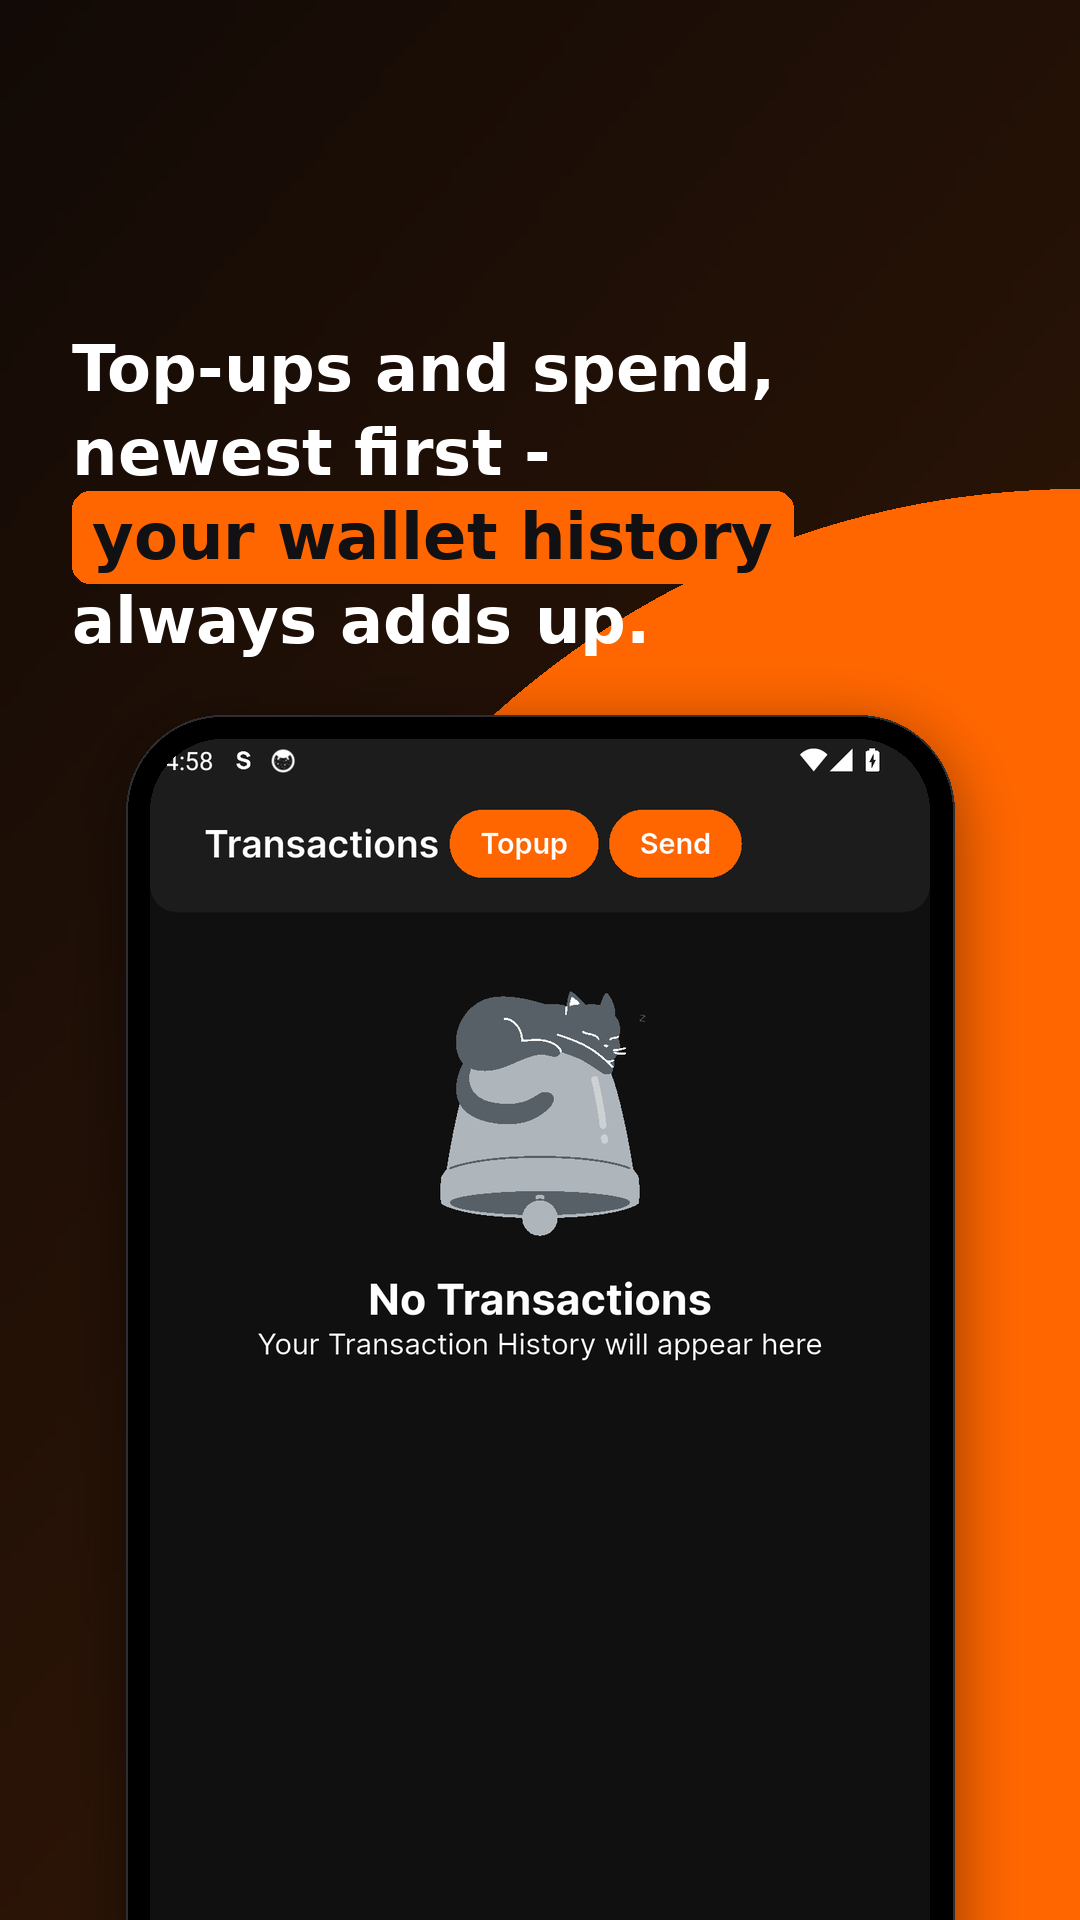 Top-ups and spend,
newest first -
your wallet history
always adds up.
4:58 S
Transactions Topup Send
z
No Transactions
Your Transaction History will appear here